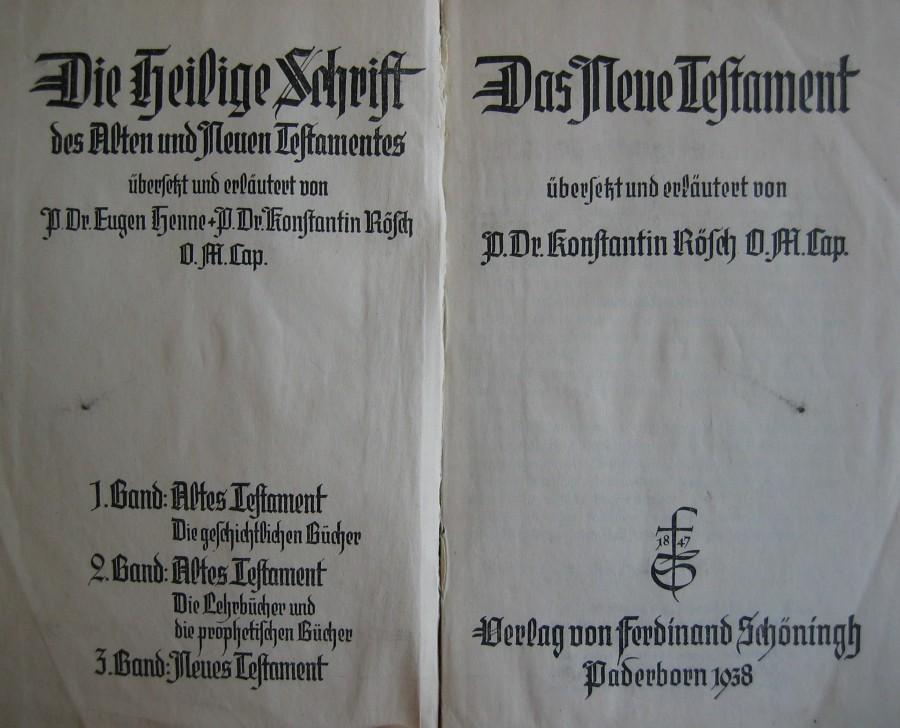 Die Heilige Schrift
des Alten und Neuen Testamentes
übersetzt und erläutert von
P. Dr. Eugen Henne + P. Dr. Konstantin Rösch
O. M. Cap.
1. Band: Altes Testament
Die geschichtlichen Bücher
2. Band: Altes Testament
Die Lehrbücher und
die prophetischen Bücher
3. Band: Neues Testament
Das Neue Testament
übersetzt und erläutert von
P. Dr. Konstantin Rösch O. M. Cap.
18 47
FS
Verlag von Ferdinand Schöningh
Paderborn 1938